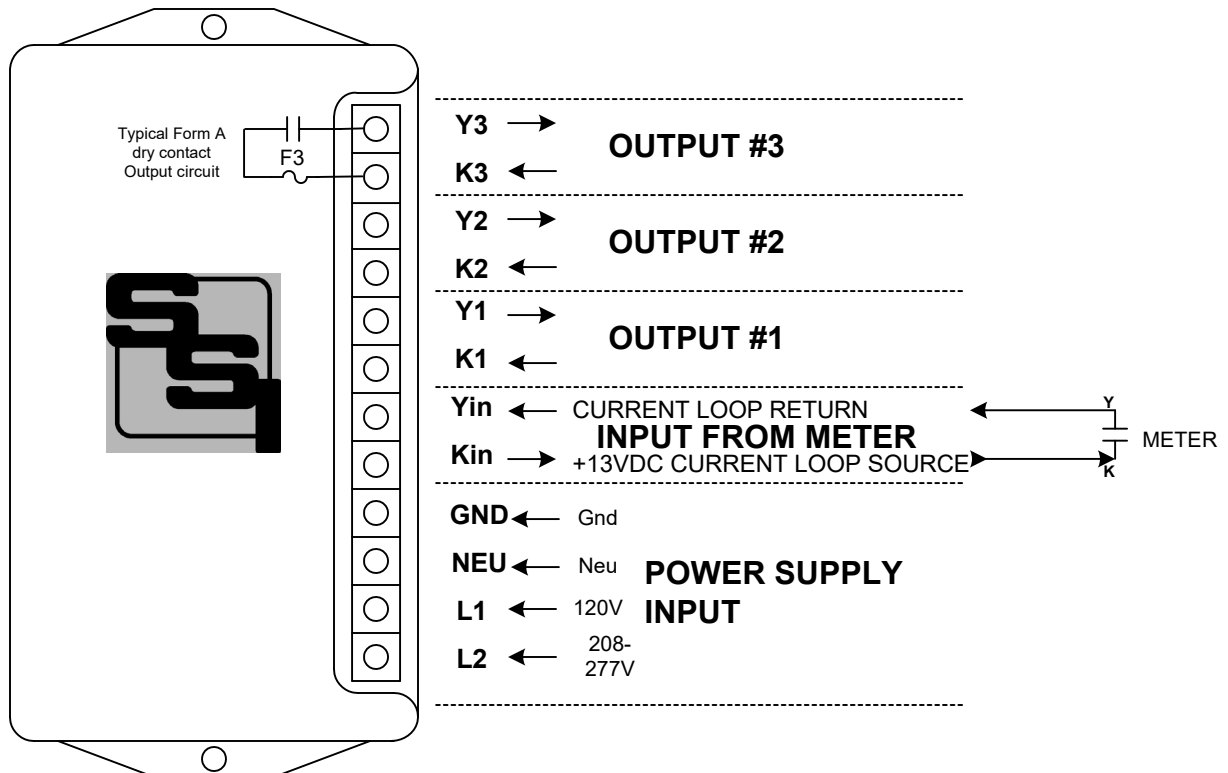 Typical Form A
dry contact
Output circuit
F3
SSI
Y3
K3
OUTPUT #3
Y2
K2
OUTPUT #2
Y1
K1
OUTPUT #1
Yin
CURRENT LOOP RETURN
INPUT FROM METER
Kin
+13VDC CURRENT LOOP SOURCE
Y
METER
K
GND
Gnd
NEU
Neu
POWER SUPPLY
INPUT
L1
120V
L2
208-
277V